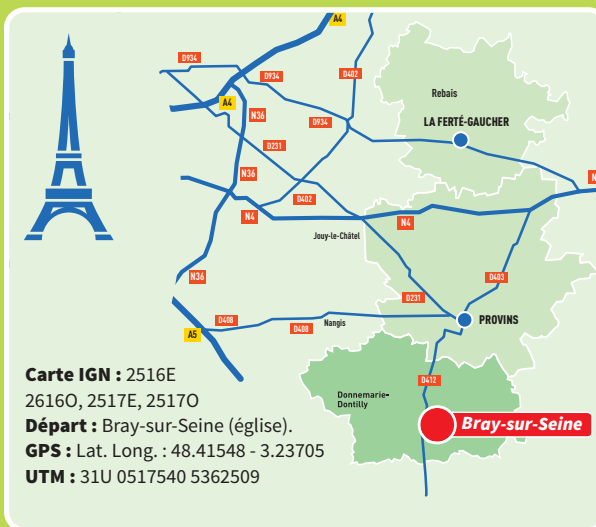 A4
D934
D402
D934
A4
N36
D934
D231
Rebais
LA FERTÉ-GAUCHER
N36
D402
N4
N4
Jouy-le-Châtel
N36
D403
D231
D408
D408
Nangis
PROVINS
A5
D412
Donnemarie-
Dontilly
Bray-sur-Seine
Carte IGN : 2516E
2616O, 2517E, 2517O
Départ : Bray-sur-Seine (église).
GPS : Lat. Long. : 48.41548 - 3.23705
UTM : 31U 0517540 5362509